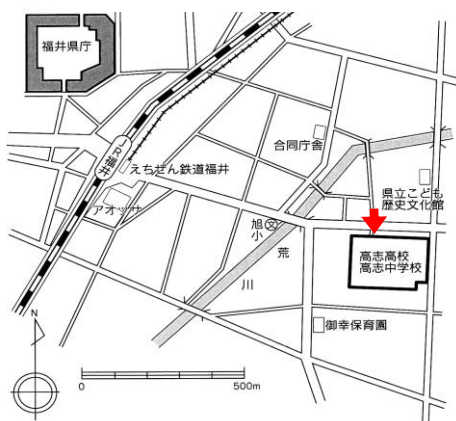 福井県庁
JR福井
えちぜん鉄道福井
アオッサ
合同庁舎
県立こども
歴史文化館
旭小
文
荒川
高志高校
高志中学校
御幸保育園
N
0
500m